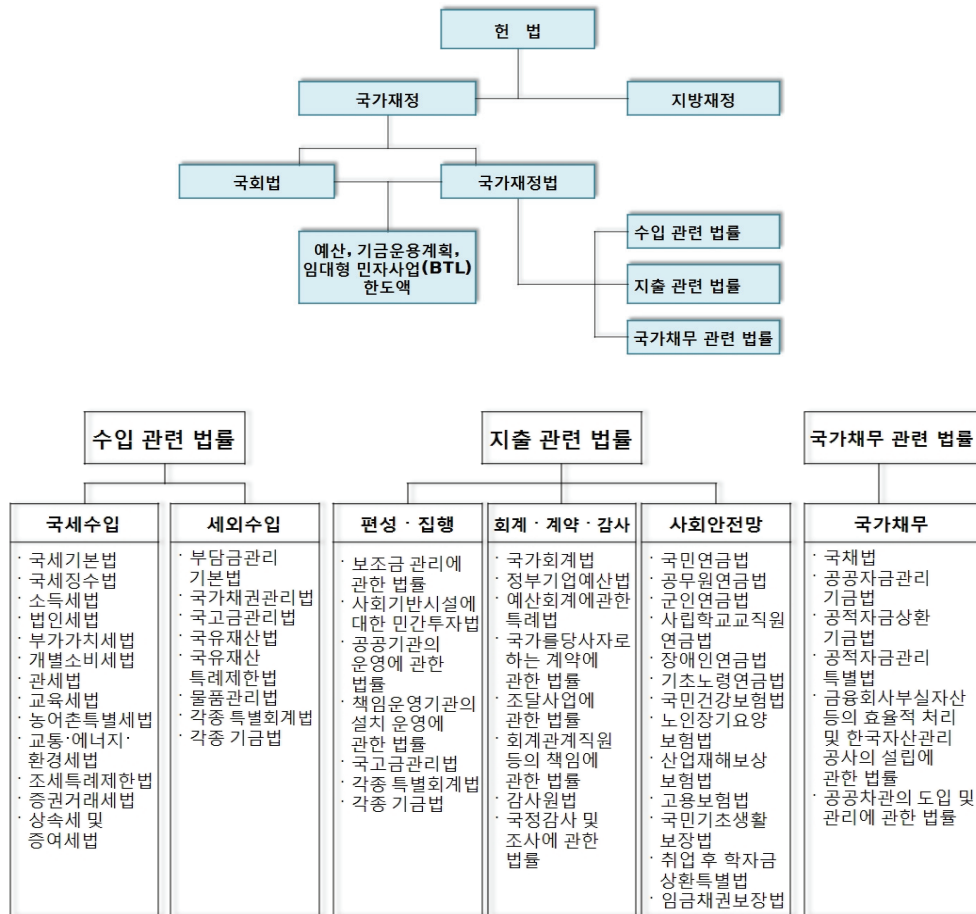 헌 법
국가재정
지방재정
국회법
국가재정법
예산, 기금운용계획,
임대형 민자사업(BTL)
한도액
수입 관련 법률
지출 관련 법률
국가채무 관련 법률
수입 관련 법률
국세수입
· 국세기본법
· 국세징수법
· 소득세법
· 법인세법
· 부가가치세법
· 개별소비세법
· 관세법
· 교육세법
· 농어촌특별세법
· 교통·에너지·
환경세법
· 조세특례제한법
· 증권거래세법
· 상속세 및
증여세법
세외수입
· 부담금관리
기본법
· 국가채권관리법
· 국고금관리법
· 국유재산법
· 국유재산
특례제한법
· 물품관리법
· 각종 특별회계법
· 각종 기금법
지출 관련 법률
편성 · 집행
· 보조금 관리에
관한 법률
· 사회기반시설에
대한 민간투자법
· 공공기관의
운영에 관한
법률
· 책임운영기관의
설치 운영에
관한 법률
· 국고금관리법
· 각종 특별회계법
· 각종 기금법
회계 · 계약 · 감사
· 국가회계법
· 정부기업예산법
· 예산회계에관한
특례법
· 국가를당사자로
하는 계약에
관한 법률
· 조달사업에
관한 법률
· 회계관계직원
등의 책임에
관한 법률
· 감사원법
· 국정감사 및
조사에 관한
법률
사회안전망
· 국민연금법
· 공무원연금법
· 군인연금법
· 사립학교교직원
연금법
· 장애인연금법
· 기초노령연금법
· 국민건강보험법
· 노인장기요양
보험법
· 산업재해보상
보험법
· 고용보험법
· 국민기초생활
보장법
· 취업 후 학자금
상환특별법
· 임금채권보장법
국가채무 관련 법률
국가채무
· 국채법
· 공공자금관리
기금법
· 공적자금상환
기금법
· 공적자금관리
특별법
· 금융회사부실자산
등의 효율적 처리
및 한국자산관리
공사의 설립에
관한 법률
· 공공차관의 도입 및
관리에 관한 법률